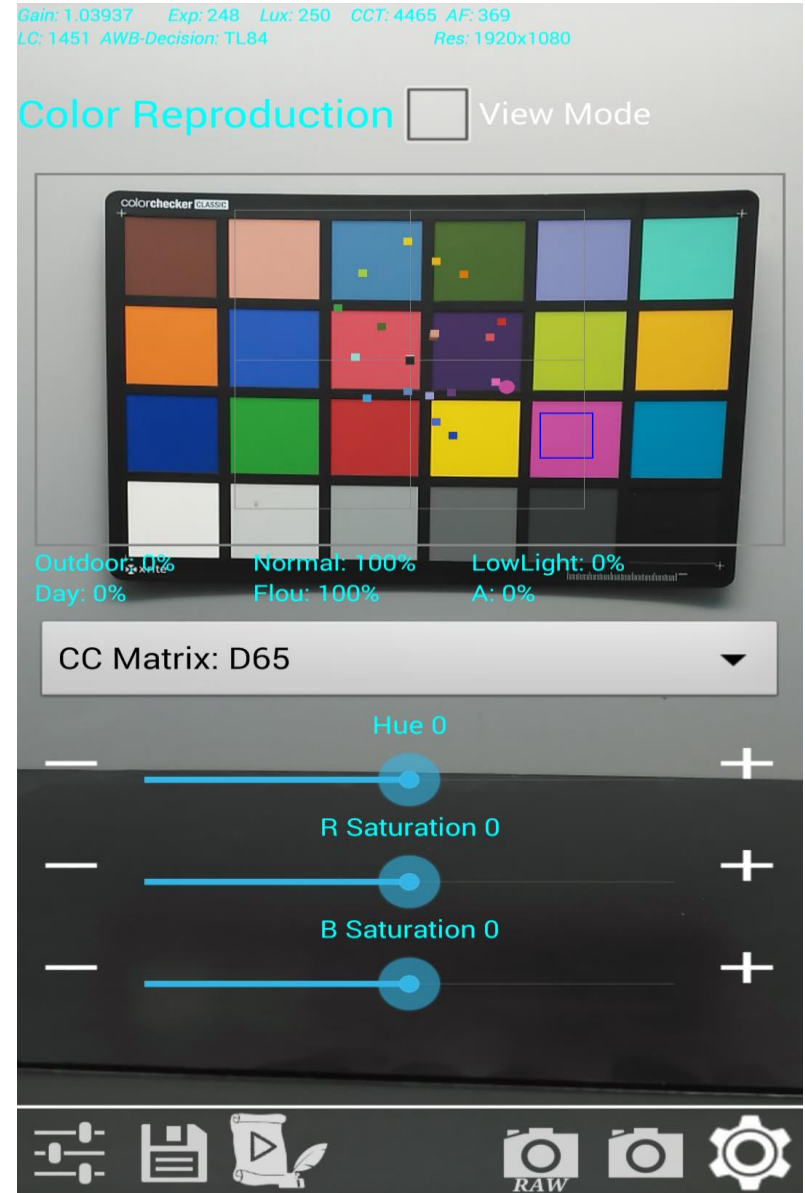 Gain: 1.03937 Exp: 248 Lux: 250 CCT: 4465 AF: 369
LC: 1451 AWB-Decision: TL84 Res: 1920x1080
Color Reproduction View Mode
colorchecker CLASSIC
Outdoor: 0% Normal: 100% LowLight: 0%
x-rite
Day: 0% Flou: 100% A: 0%
CC Matrix: D65
Hue 0
R Saturation 0
B Saturation 0
RAW